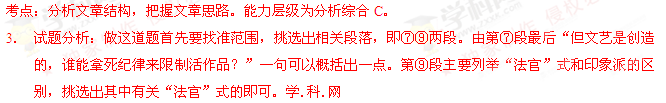 考点：分析文章结构，把握文章思路。能力层级为分析综合 C。
3. 试题分析：做这道题首先要找准范围，挑选出相关段落，即⑦⑨两段。由第⑦段最后“但文艺是创造
的，谁能拿死纪律来限制活作品？”一句可以概括出一点。第⑨段主要列举“法官”式和印象派的区
别，挑选出其中有关“法官”式的即可。学.科.网